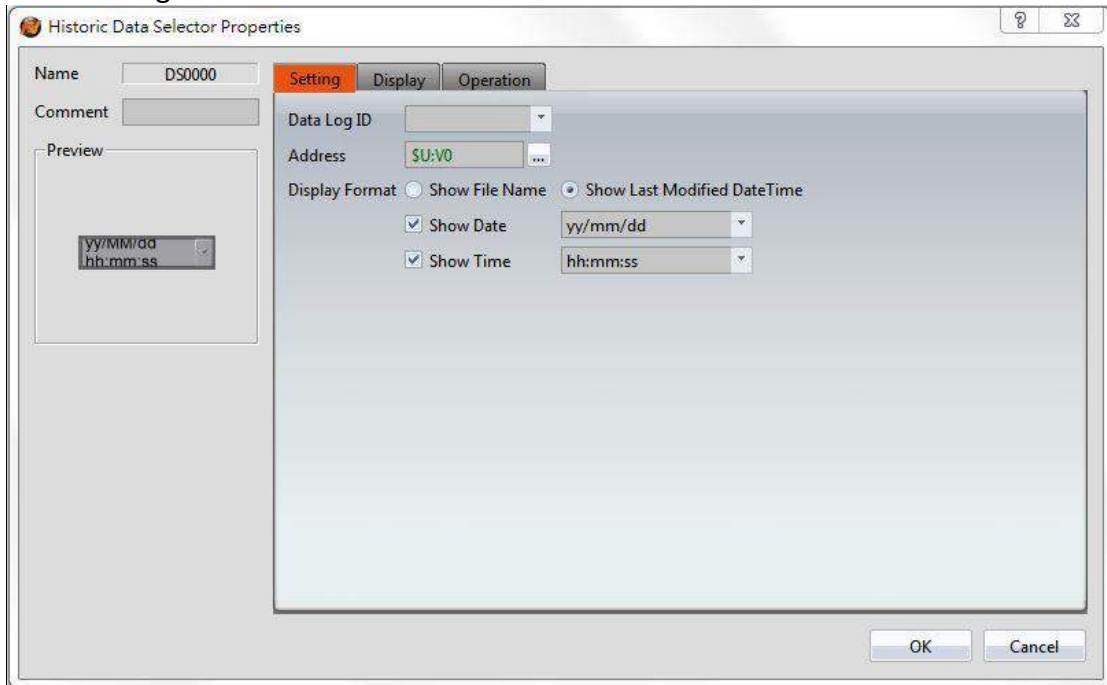 Historic Data Selector Properties
Name DS0000
Comment
Preview
yy/MM/dd
hh:mm:ss
Setting Display Operation
Data Log ID
Address $U:V0 ...
Display Format Show File Name Show Last Modified DateTime
Show Date yy/mm/dd
Show Time hh:mm:ss
OK Cancel